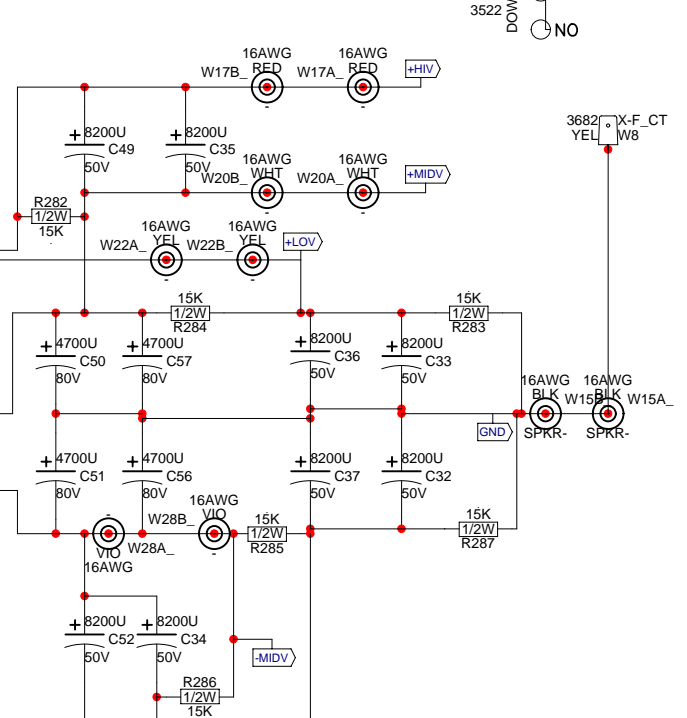 3522
DOW
NO
16AWG
RED
W17B_
16AWG
RED
W17A_
+HIV
3682
YEL
X-F_CT
W8
+
8200U
C49
50V
+
8200U
C35
50V
16AWG
WHT
W20B_
-
16AWG
WHT
W20A_
-
+MIDV
R282
1/2W
15K
16AWG
YEL
W22A_
-
16AWG
YEL
W22B_
-
+LOV
15K
1/2W
R284
15K
1/2W
R283
+
4700U
C50
80V
+
4700U
C57
80V
+
8200U
C36
50V
+
8200U
C33
50V
16AWG
BLK
W15B
SPKR-
16AWG
BLK
W15A_
SPKR-
GND
+
4700U
C51
80V
+
4700U
C56
80V
+
8200U
C37
50V
+
8200U
C32
50V
-
VIO
16AWG
W28A_
16AWG
VIO
W28B_
-
15K
1/2W
R285
15K
1/2W
R287
+
8200U
C52
50V
+
8200U
C34
50V
-MIDV
R286
1/2W
15K